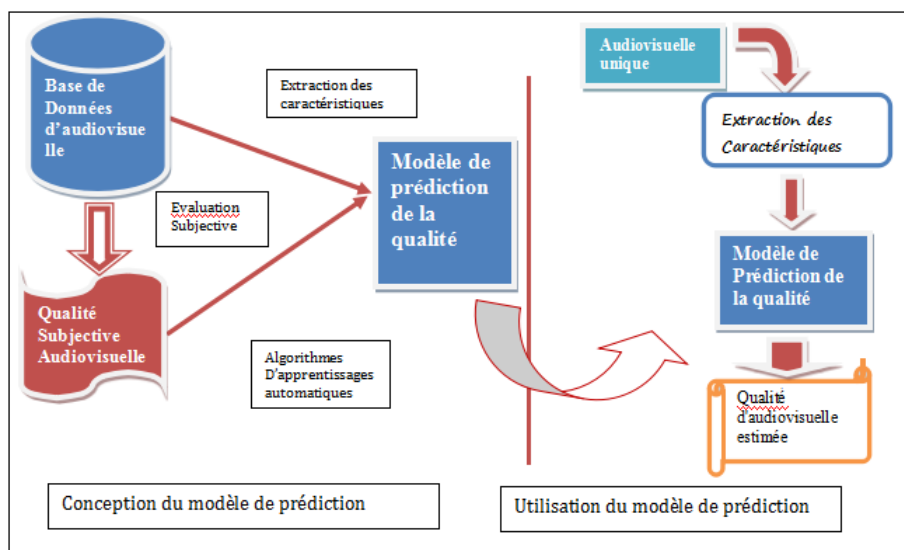 Base de
Données
d'audiovisue
lle
Extraction des
caractéristiques
Evaluation
Subjective
Modèle de
prédiction
de la
qualité
Qualité
Subjective
Audiovisuelle
Algorithmes
D'apprentissages
automatiques
Conception du modèle de prédiction
Audiovisuelle
unique
Extraction des
Caractéristiques
Modèle de
Prédiction de
la qualité
Qualité
d'audiovisuelle
estimée
Utilisation du modèle de prédiction